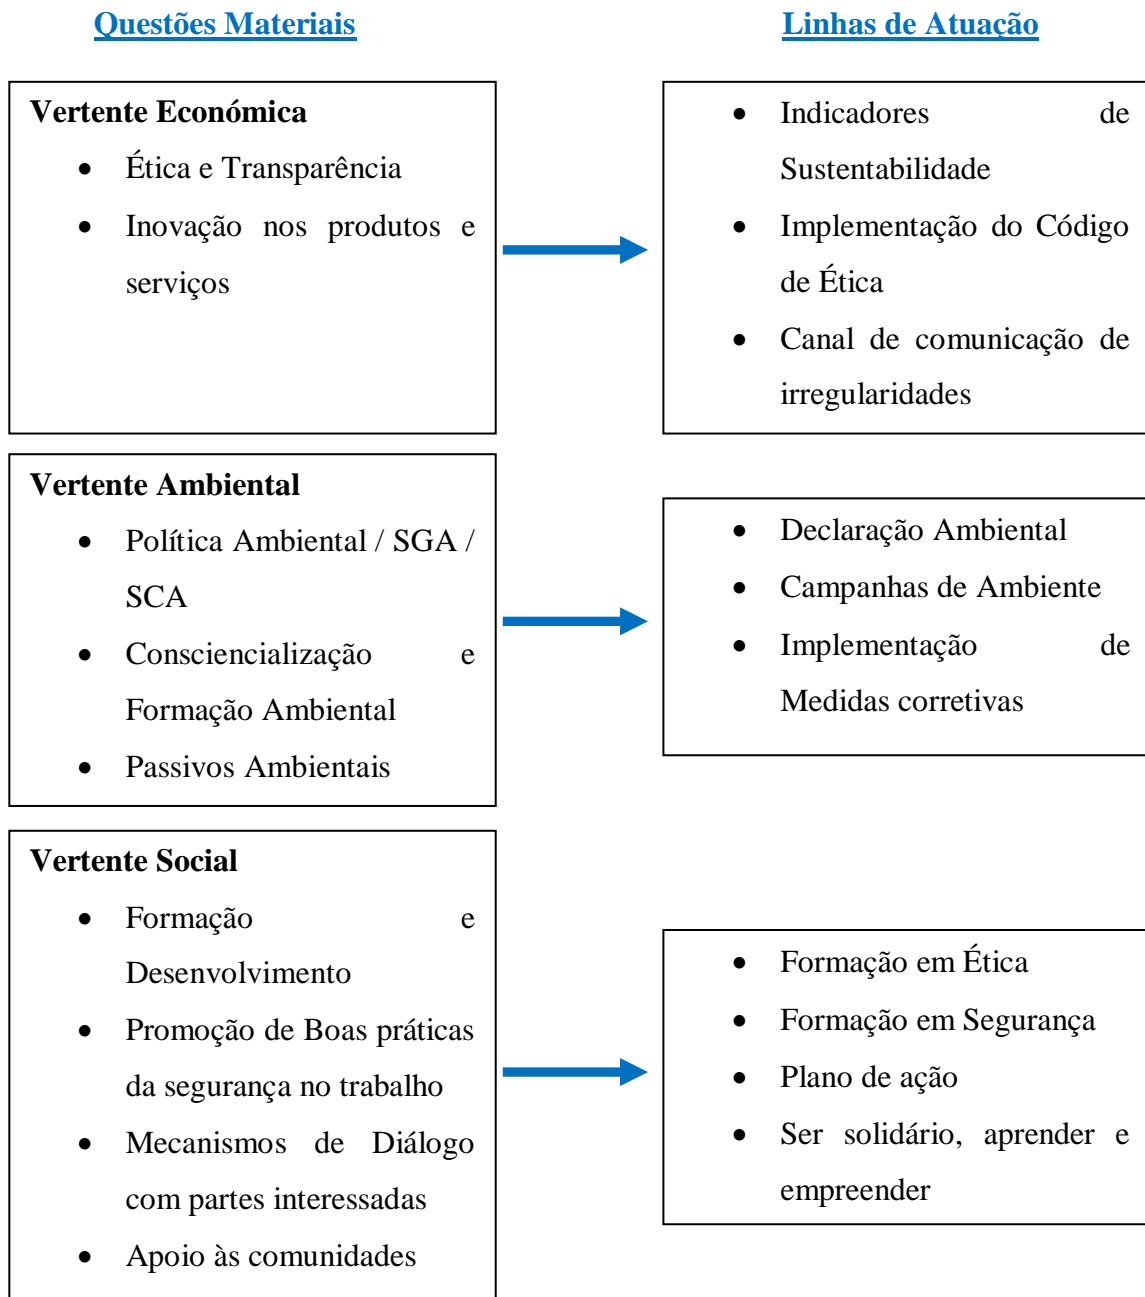 Questões Materiais
Linhas de Atuação
Vertente Económica
• Ética e Transparência
• Inovação nos produtos e
serviços
• Indicadores de
Sustentabilidade
• Implementação do Código
de Ética
• Canal de comunicação de
irregularidades
Vertente Ambiental
• Política Ambiental / SGA /
SCA
• Consciencialização e
Formação Ambiental
• Passivos Ambientais
• Declaração Ambiental
• Campanhas de Ambiente
• Implementação de
Medidas corretivas
Vertente Social
• Formação e
Desenvolvimento
• Promoção de Boas práticas
da segurança no trabalho
• Mecanismos de Diálogo
com partes interessadas
• Apoio às comunidades
• Formação em Ética
• Formação em Segurança
• Plano de ação
• Ser solidário, aprender e
empreender